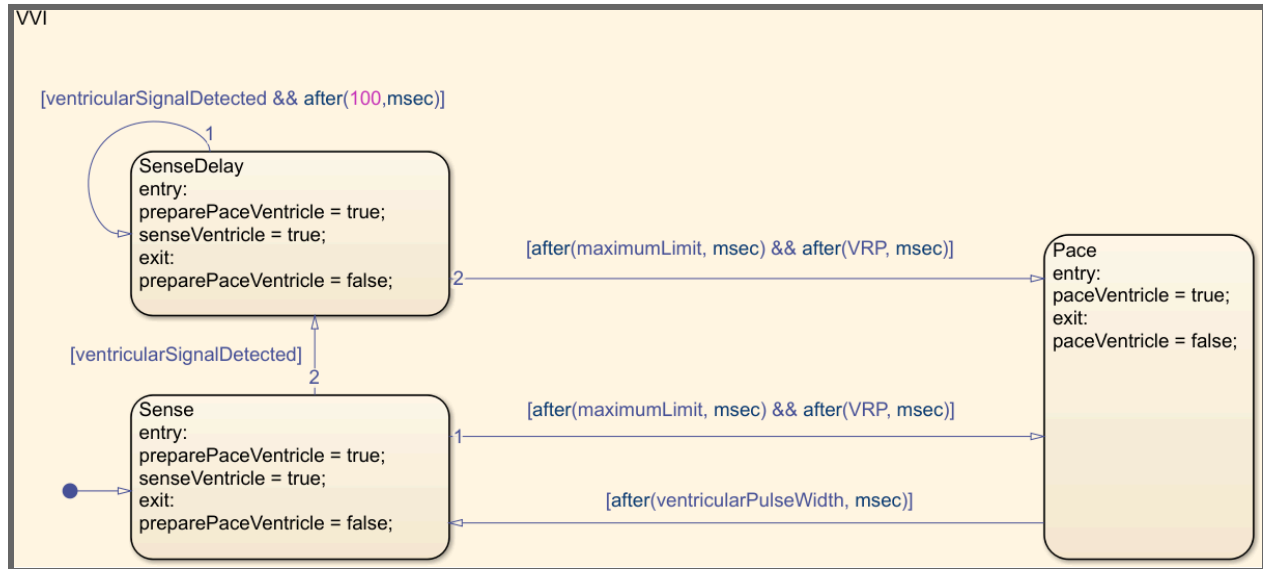 VVI
[ventricularSignalDetected && after(100,msec)]
1
SenseDelay
entry:
preparePaceVentricle = true;
senseVentricle = true;
exit:
preparePaceVentricle = false;
2
[after(maximumLimit, msec) && after(VRP, msec)]
Pace
entry:
paceVentricle = true;
exit:
paceVentricle = false;
[ventricularSignalDetected]
2
Sense
entry:
preparePaceVentricle = true;
senseVentricle = true;
exit:
preparePaceVentricle = false;
1
[after(maximumLimit, msec) && after(VRP, msec)]
[after(ventricularPulseWidth, msec)]